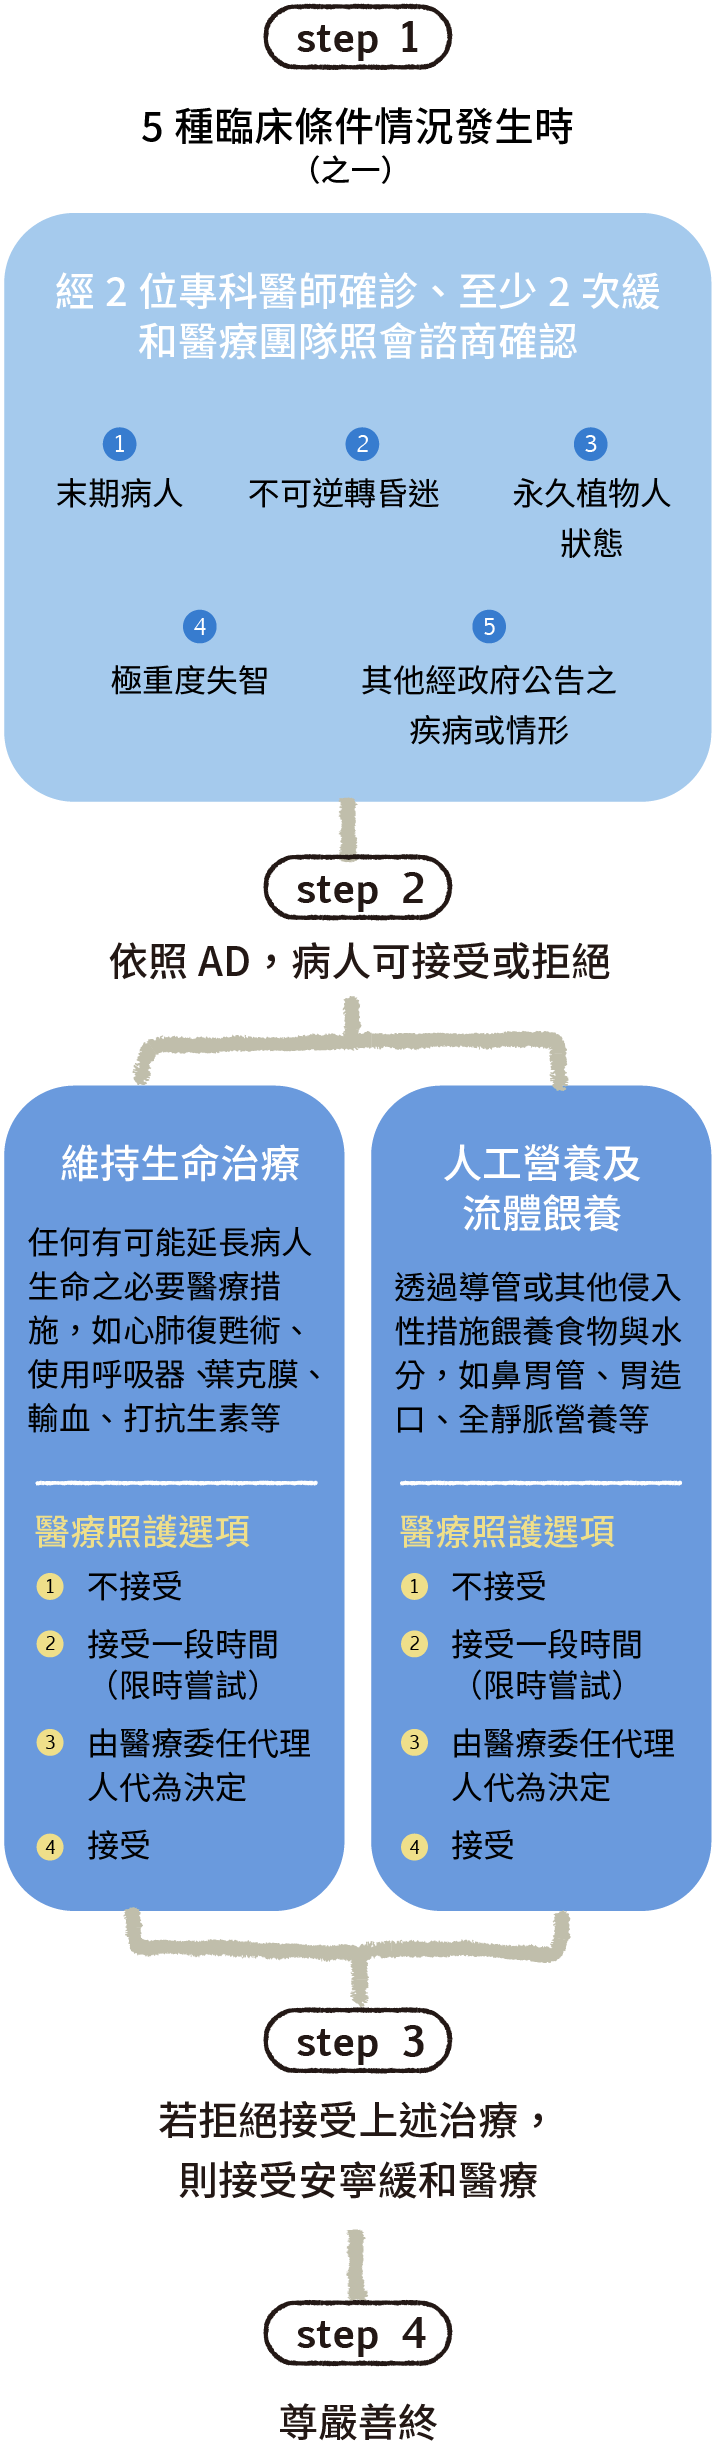 step 1
5 種臨床條件情況發生時
（之一）
經 2 位專科醫師確診、至少 2 次緩
和醫療團隊照會諮商確認
1
末期病人
2
不可逆轉昏迷
3
永久植物人
狀態
4
極重度失智
5
其他經政府公告之
疾病或情形
step 2
依照 AD，病人可接受或拒絕
維持生命治療
任何有可能延長病人
生命之必要醫療措
施，如心肺復甦術、
使用呼吸器、葉克膜、
輸血、打抗生素等
醫療照護選項
1 不接受
2 接受一段時間
（限時嘗試）
3 由醫療委任代理
人代為決定
4 接受
人工營養及
流體餵養
透過導管或其他侵入
性措施餵養食物與水
分，如鼻胃管、胃造
口、全靜脈營養等
醫療照護選項
1 不接受
2 接受一段時間
（限時嘗試）
3 由醫療委任代理
人代為決定
4 接受
step 3
若拒絕接受上述治療，
則接受安寧緩和醫療
step 4
尊嚴善終